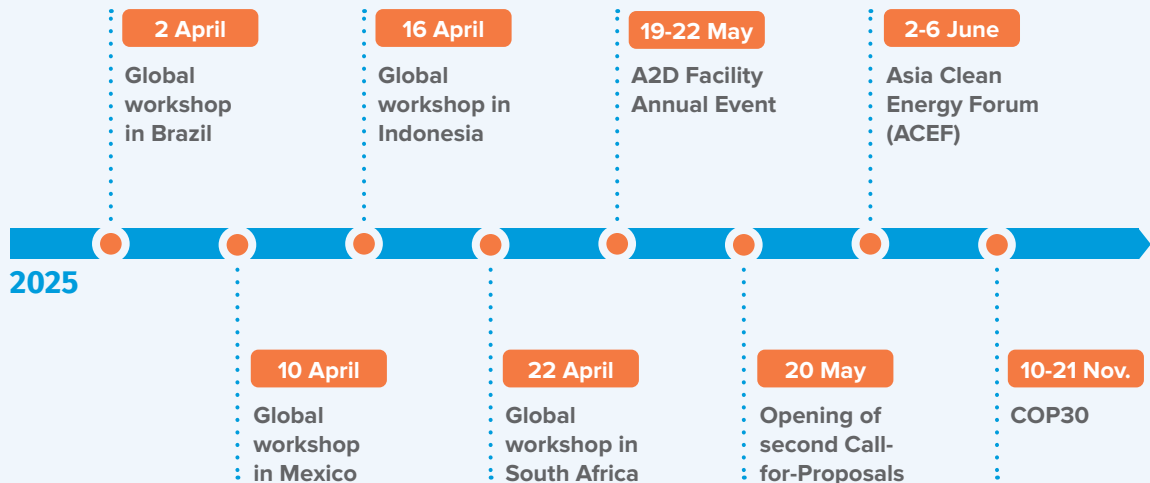 2 April
Global
workshop
in Brazil
16 April
Global
workshop in
Indonesia
19-22 May
A2D Facility
Annual Event
2-6 June
Asia Clean
Energy Forum
(ACEF)
2025
10 April
Global
workshop
in Mexico
22 April
Global
workshop in
South Africa
20 May
Opening of
second Call-
for-Proposals
10-21 Nov.
COP30